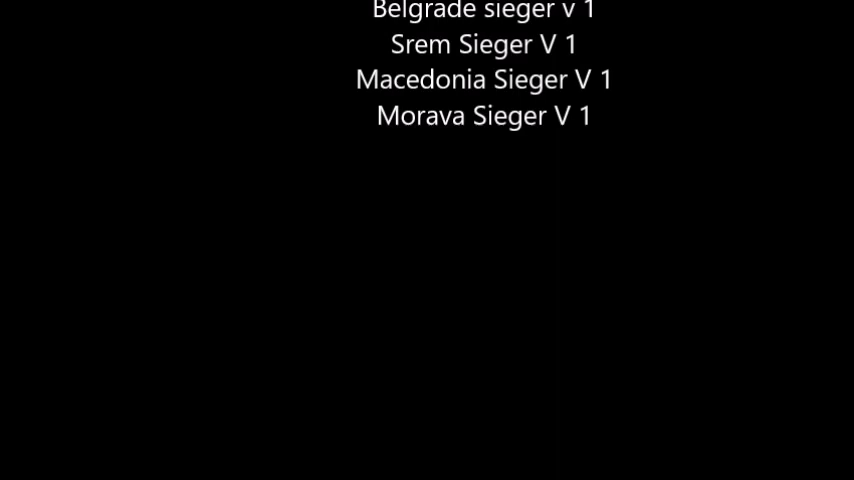 Belgrade sieger v 1
Srem Sieger V 1
Macedonia Sieger V 1
Morava Sieger V 1